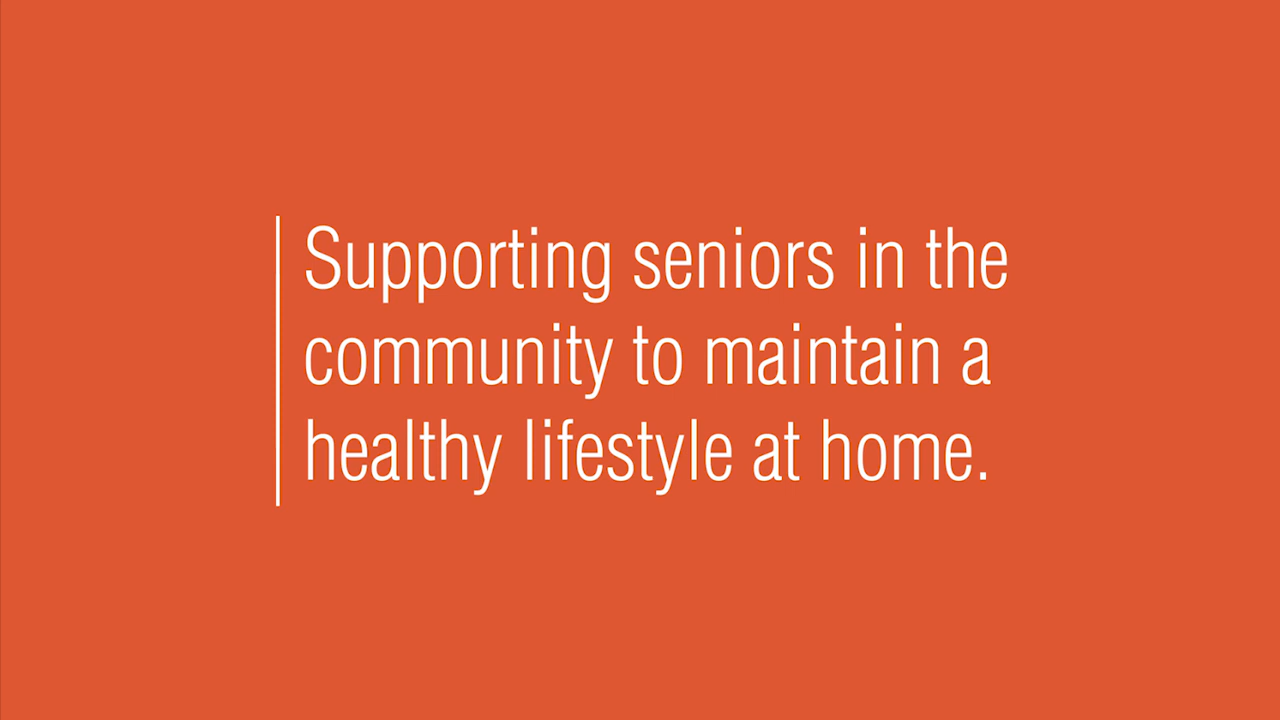 Supporting seniors in the
community to maintain a
healthy lifestyle at home.